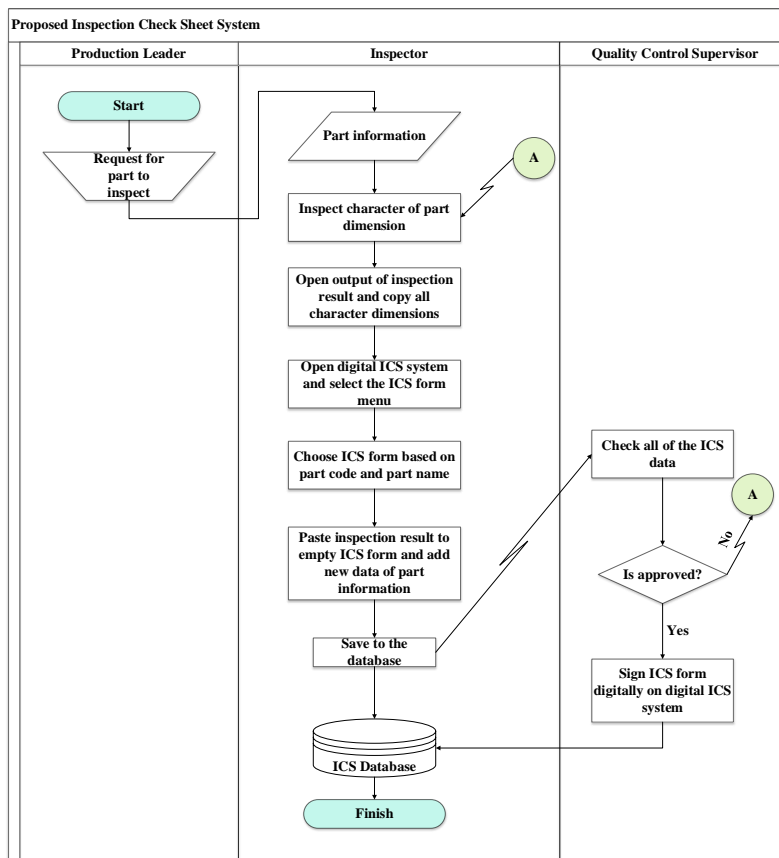 Proposed Inspection Check Sheet System
Production Leader
Inspector
Quality Control Supervisor
Start
Request for
part to
inspect
Part information
A
Inspect character of part
dimension
Open output of inspection
result and copy all
character dimensions
Open digital ICS system
and select the ICS form
menu
Choose ICS form based on
part code and part name
Paste inspection result to
empty ICS form and add
new data of part
information
Save to the
database
ICS Database
Finish
Check all of the ICS
data
A
No
Is approved?
Yes
Sign ICS form
digitally on digital ICS
system